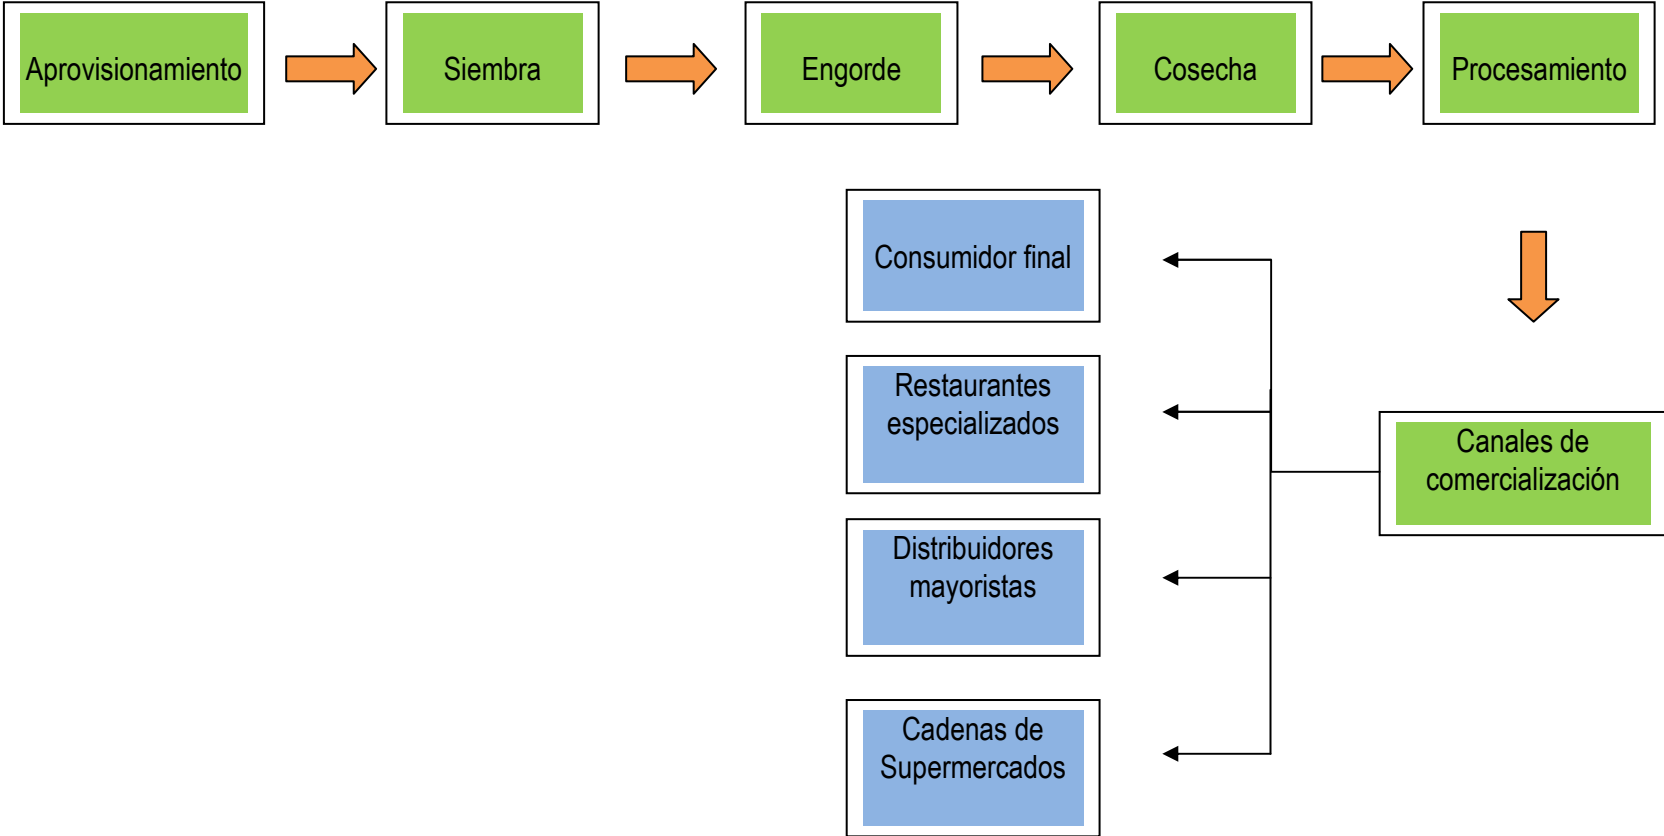 Aprovisionamiento
Siembra
Engorde
Cosecha
Procesamiento
Consumidor final
Restaurantes
especializados
Canales de
comercialización
Distribuidores
mayoristas
Cadenas de
Supermercados